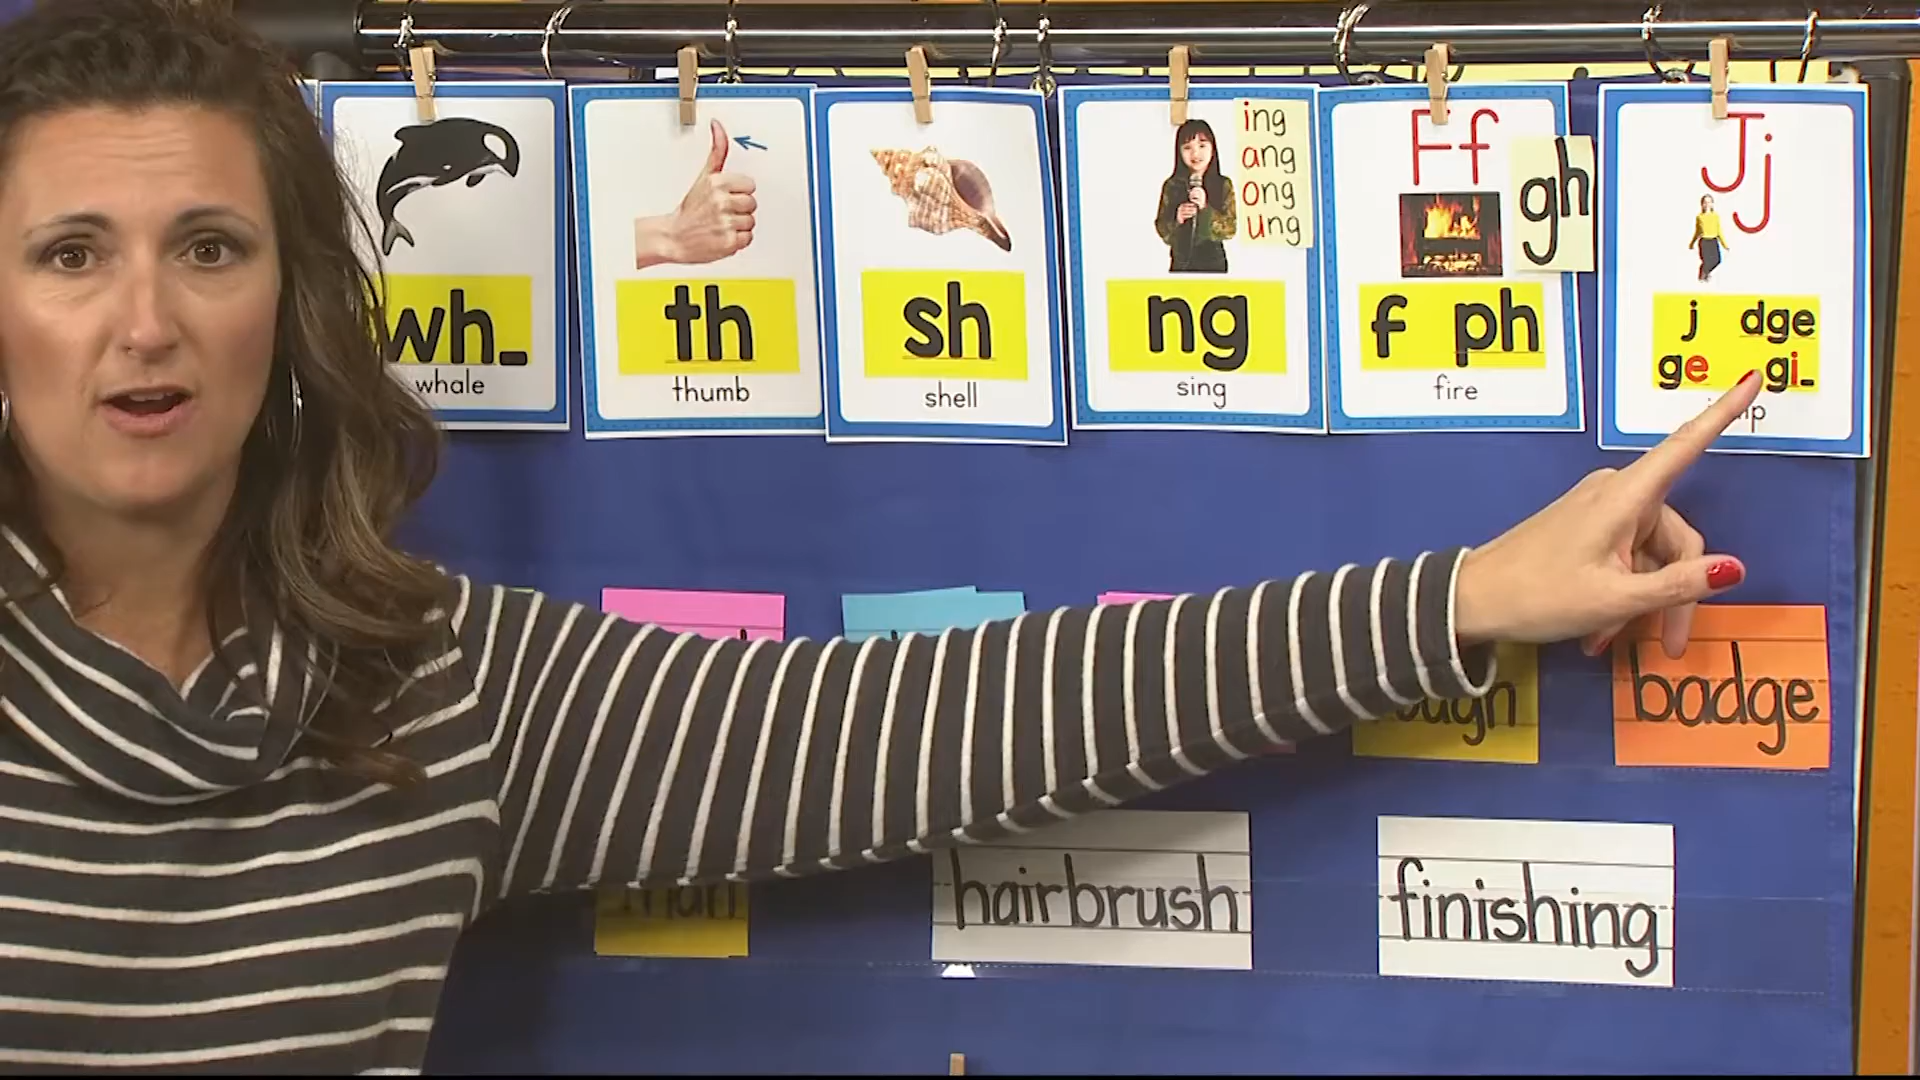 wh_
whale
th
thumb
sh
shell
ing
ang
ong
ung
ng
sing
Ff
gh
f ph
fire
Jj
j dge
ge gi_
badge
hairbrush
finishing